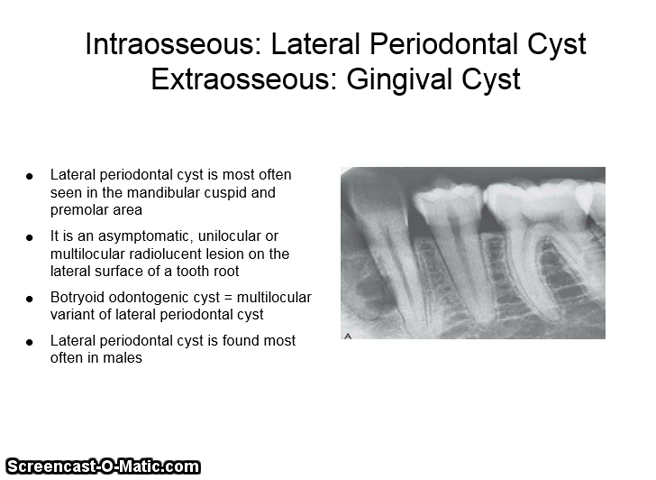 Intraosseous: Lateral Periodontal Cyst
Extraosseous: Gingival Cyst
● Lateral periodontal cyst is most often
seen in the mandibular cuspid and
premolar area
● It is an asymptomatic, unilocular or
multilocular radiolucent lesion on the
lateral surface of a tooth root
● Botryoid odontogenic cyst = multilocular
variant of lateral periodontal cyst
● Lateral periodontal cyst is found most
often in males
A
Screencast-O-Matic.com